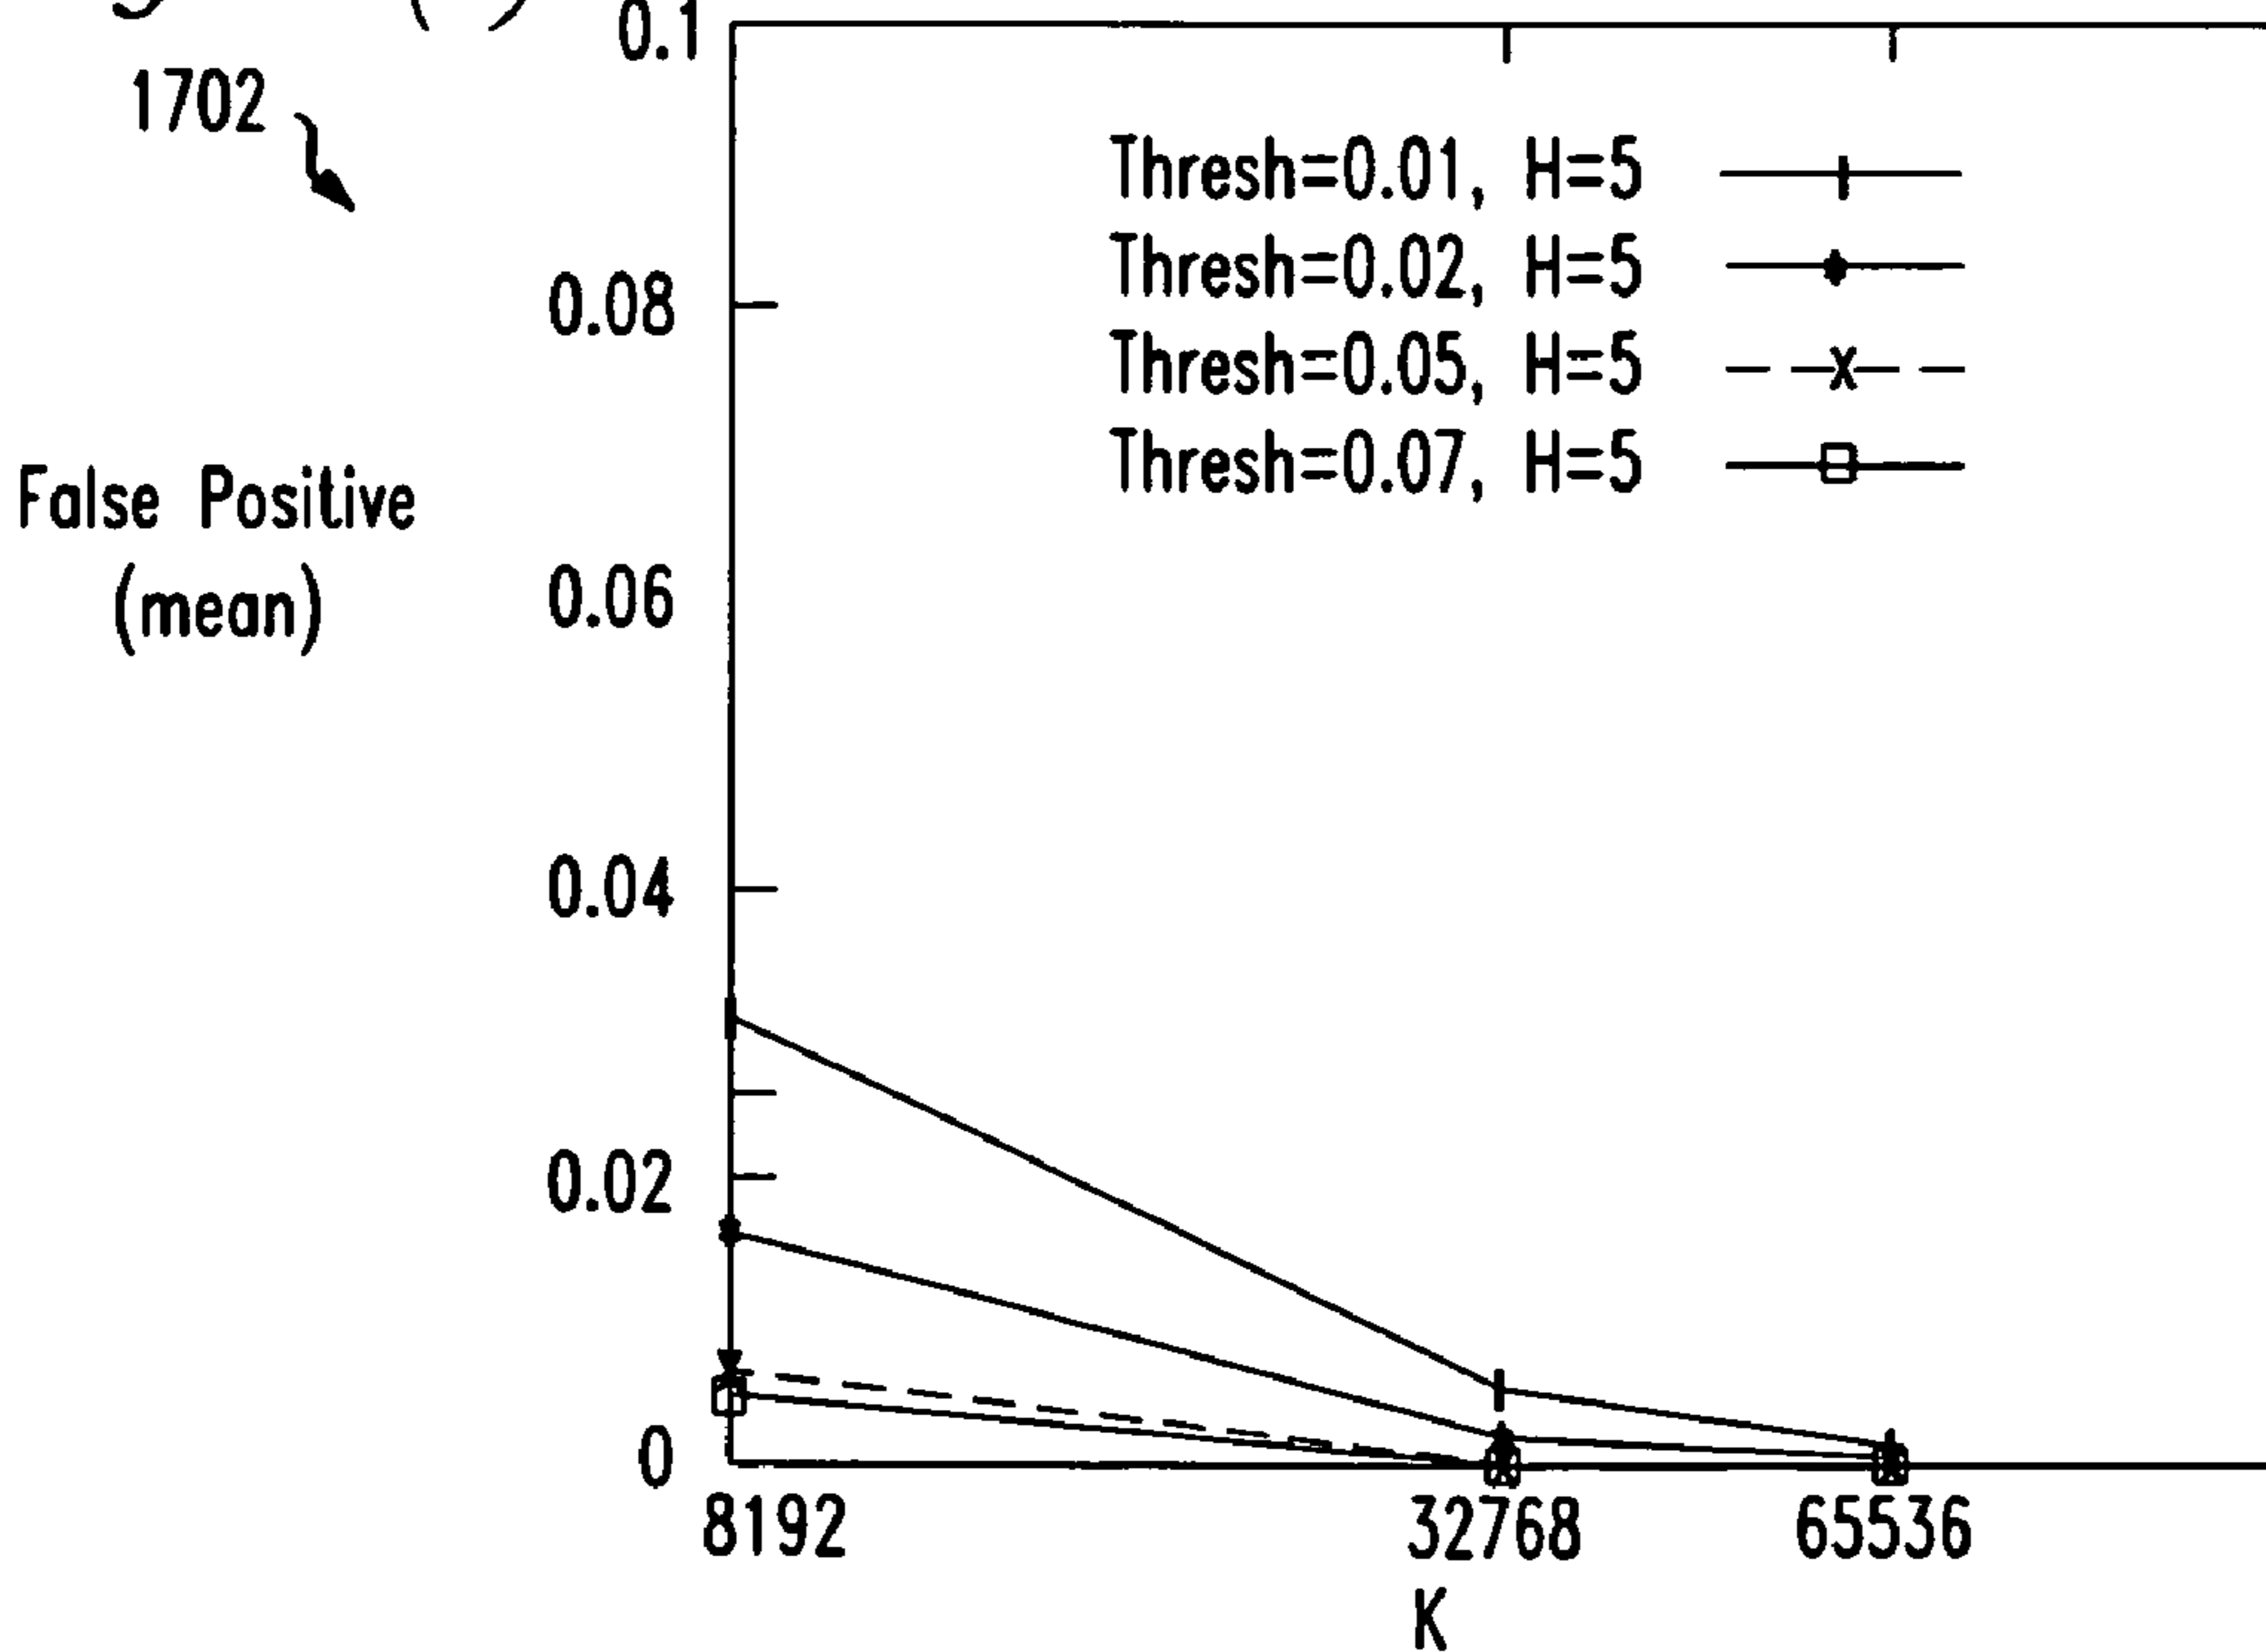 0.1
1702
Thresh=0.01, H=5
Thresh=0.02, H=5
0.08
Thresh=0.05, H=5
Thresh=0.07, H=5
False Positive
(mean)
0.06
0.04
0.02
0
8192 32768 65536
K